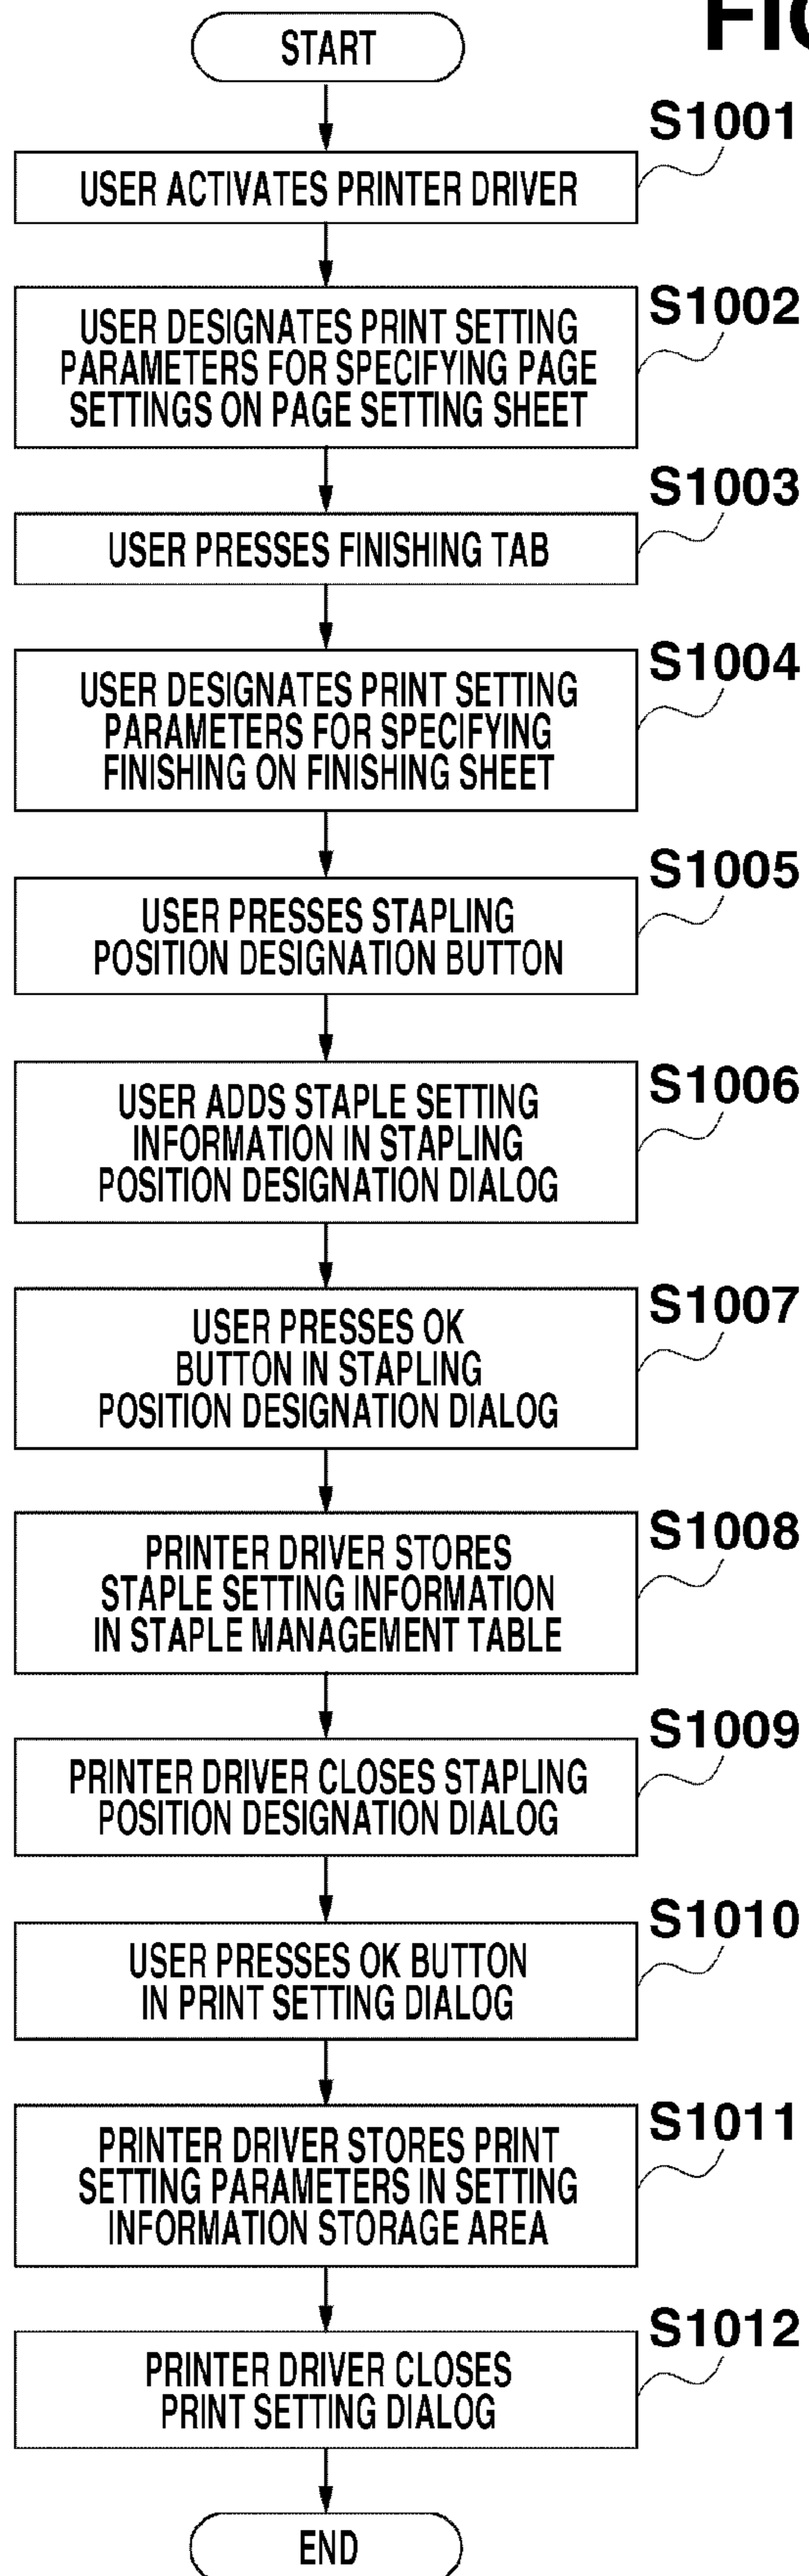 START
S1001
USER ACTIVATES PRINTER DRIVER
S1002
USER DESIGNATES PRINT SETTING
PARAMETERS FOR SPECIFYING PAGE
SETTINGS ON PAGE SETTING SHEET
S1003
USER PRESSES FINISHING TAB
S1004
USER DESIGNATES PRINT SETTING
PARAMETERS FOR SPECIFYING
FINISHING ON FINISHING SHEET
S1005
USER PRESSES STAPLING
POSITION DESIGNATION BUTTON
S1006
USER ADDS STAPLE SETTING
INFORMATION IN STAPLING
POSITION DESIGNATION DIALOG
S1007
USER PRESSES OK
BUTTON IN STAPLING
POSITION DESIGNATION DIALOG
S1008
PRINTER DRIVER STORES
STAPLE SETTING INFORMATION
IN STAPLE MANAGEMENT TABLE
S1009
PRINTER DRIVER CLOSES STAPLING
POSITION DESIGNATION DIALOG
S1010
USER PRESSES OK BUTTON
IN PRINT SETTING DIALOG
S1011
PRINTER DRIVER STORES PRINT
SETTING PARAMETERS IN SETTING
INFORMATION STORAGE AREA
S1012
PRINTER DRIVER CLOSES
PRINT SETTING DIALOG
END